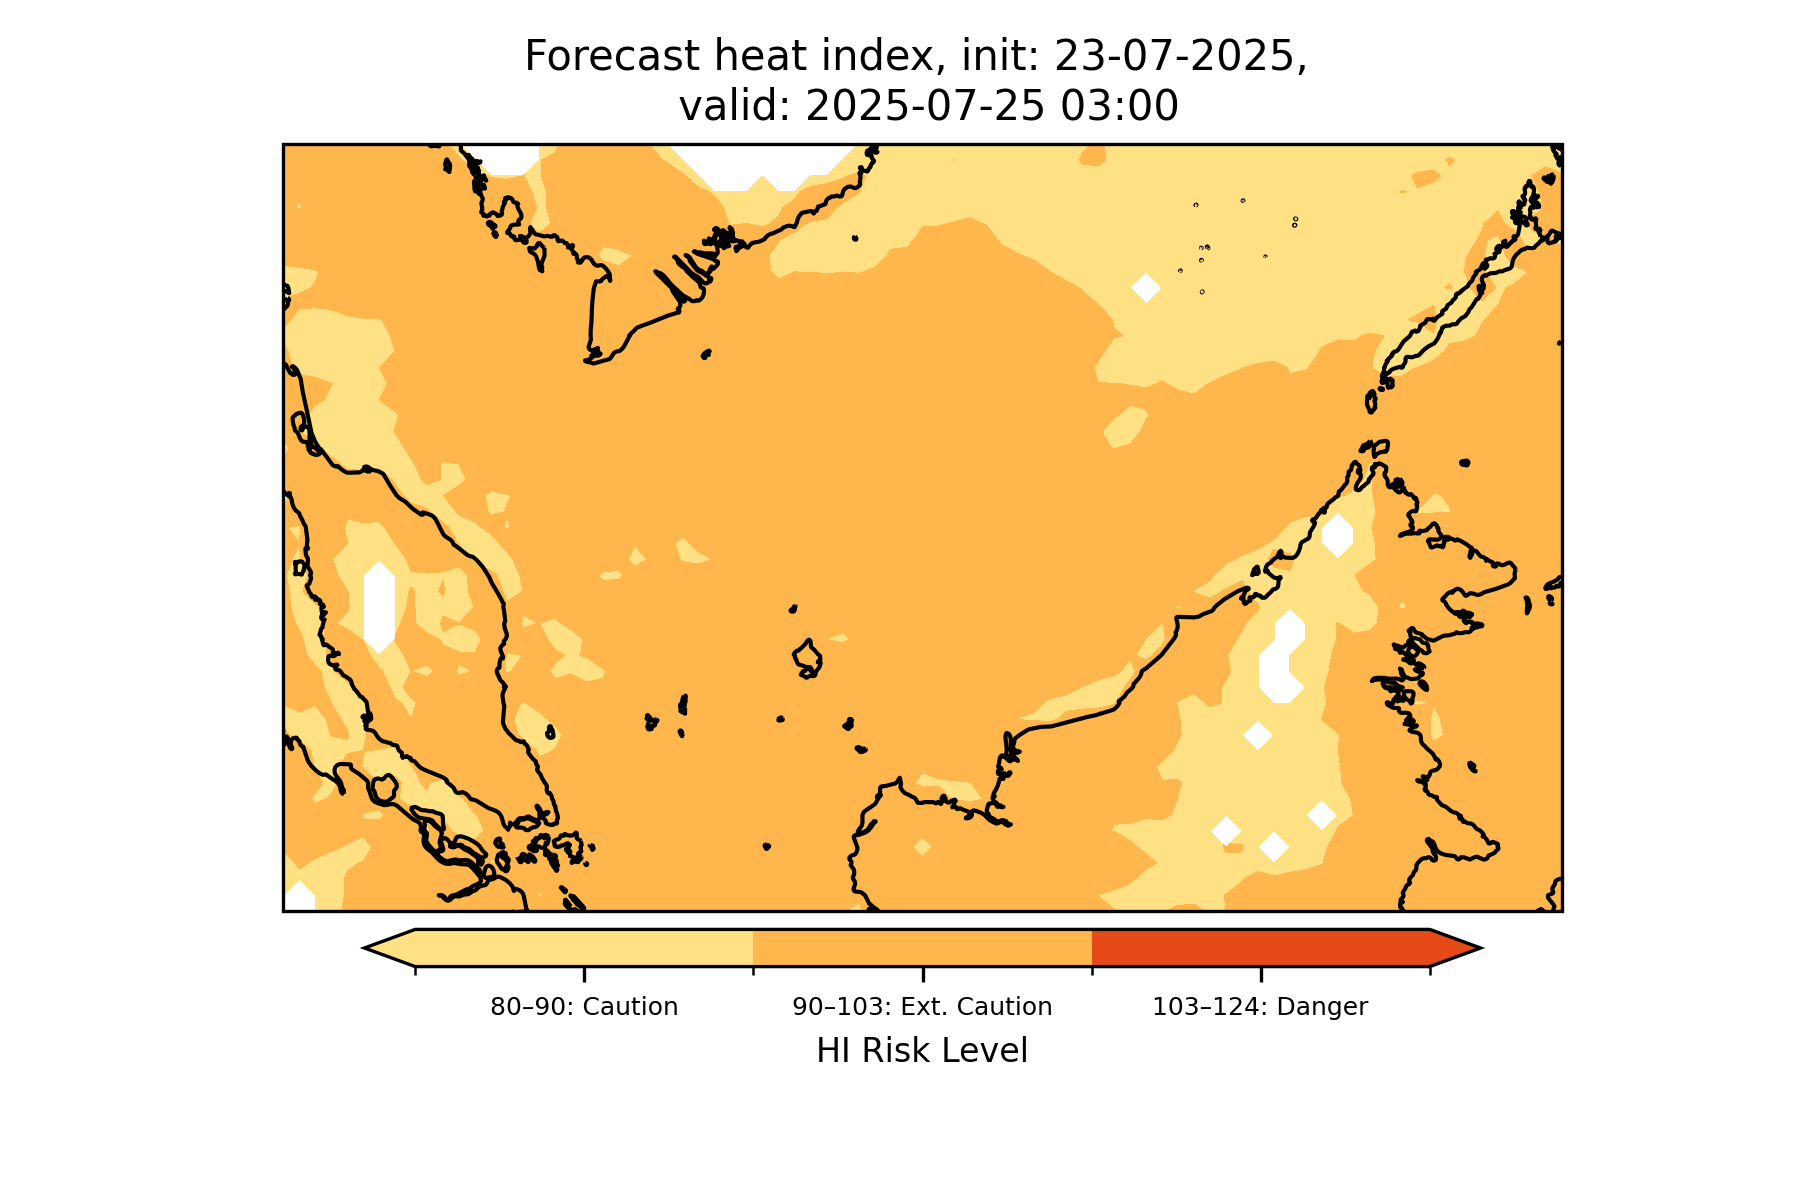 Forecast heat index, init: 23-07-2025,
valid: 2025-07-25 03:00
80–90: Caution
90–103: Ext. Caution
103–124: Danger
HI Risk Level